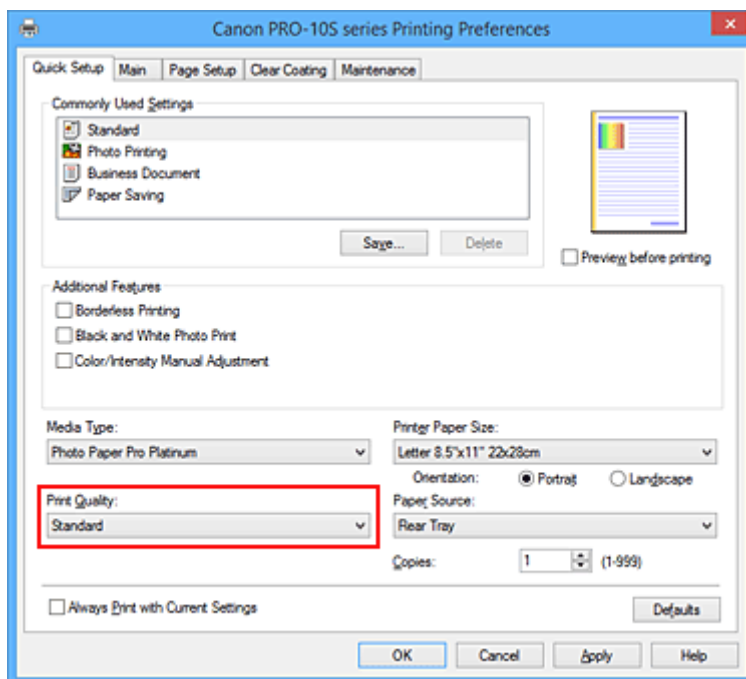 Canon PRO-10S series Printing Preferences
Quick Setup Main Page Setup Clear Coating Maintenance
Commonly Used Settings
Standard
Photo Printing
Business Document
Paper Saving
Save... Delete
Preview before printing
Additional Features
Borderless Printing
Black and White Photo Print
Color/Intensity Manual Adjustment
Media Type: Printer Paper Size:
Photo Paper Pro Platinum Letter 8.5"x11" 22x28cm
Orientation: Portrait Landscape
Print Quality: Paper Source:
Standard Rear Tray
Copies: 1 (1-999)
Always Print with Current Settings Defaults
OK Cancel Apply Help